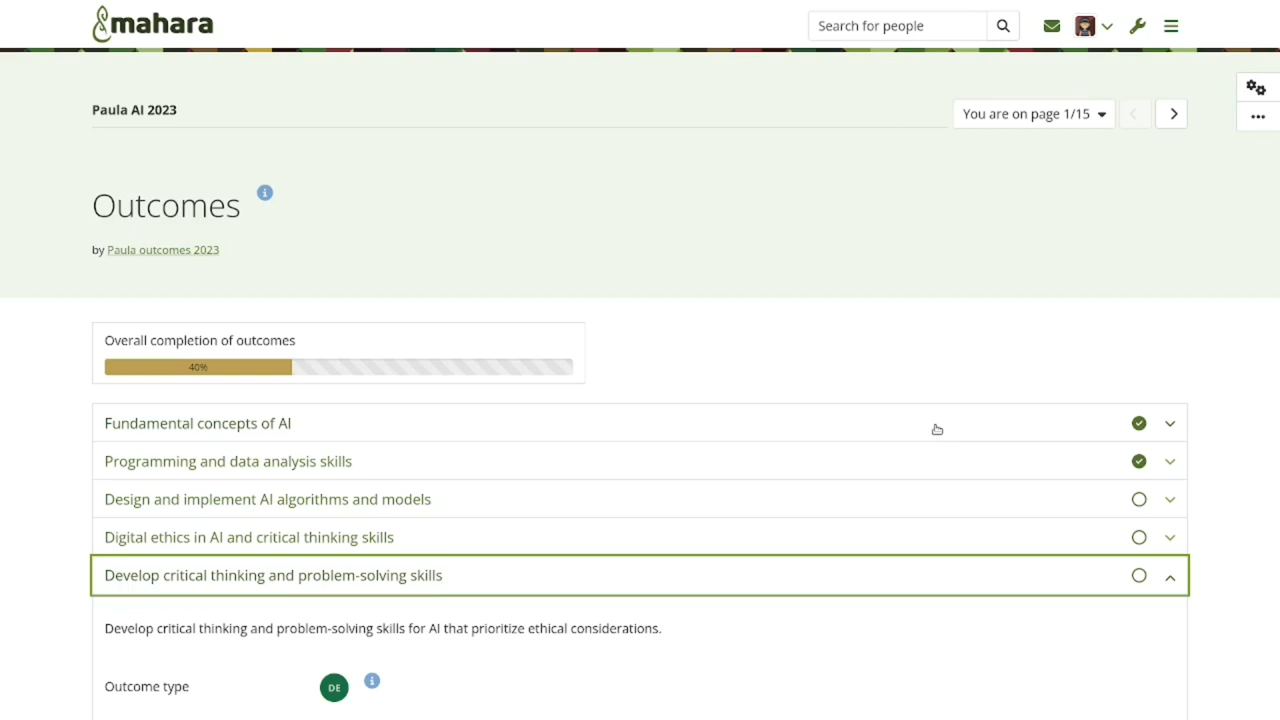 mahara
Search for people
Paula AI 2023
You are on page 1/15
Outcomes
by Paula outcomes 2023
Overall completion of outcomes
40%
Fundamental concepts of AI
Programming and data analysis skills
Design and implement AI algorithms and models
Digital ethics in AI and critical thinking skills
Develop critical thinking and problem-solving skills
Develop critical thinking and problem-solving skills for AI that prioritize ethical considerations.
Outcome type
DE